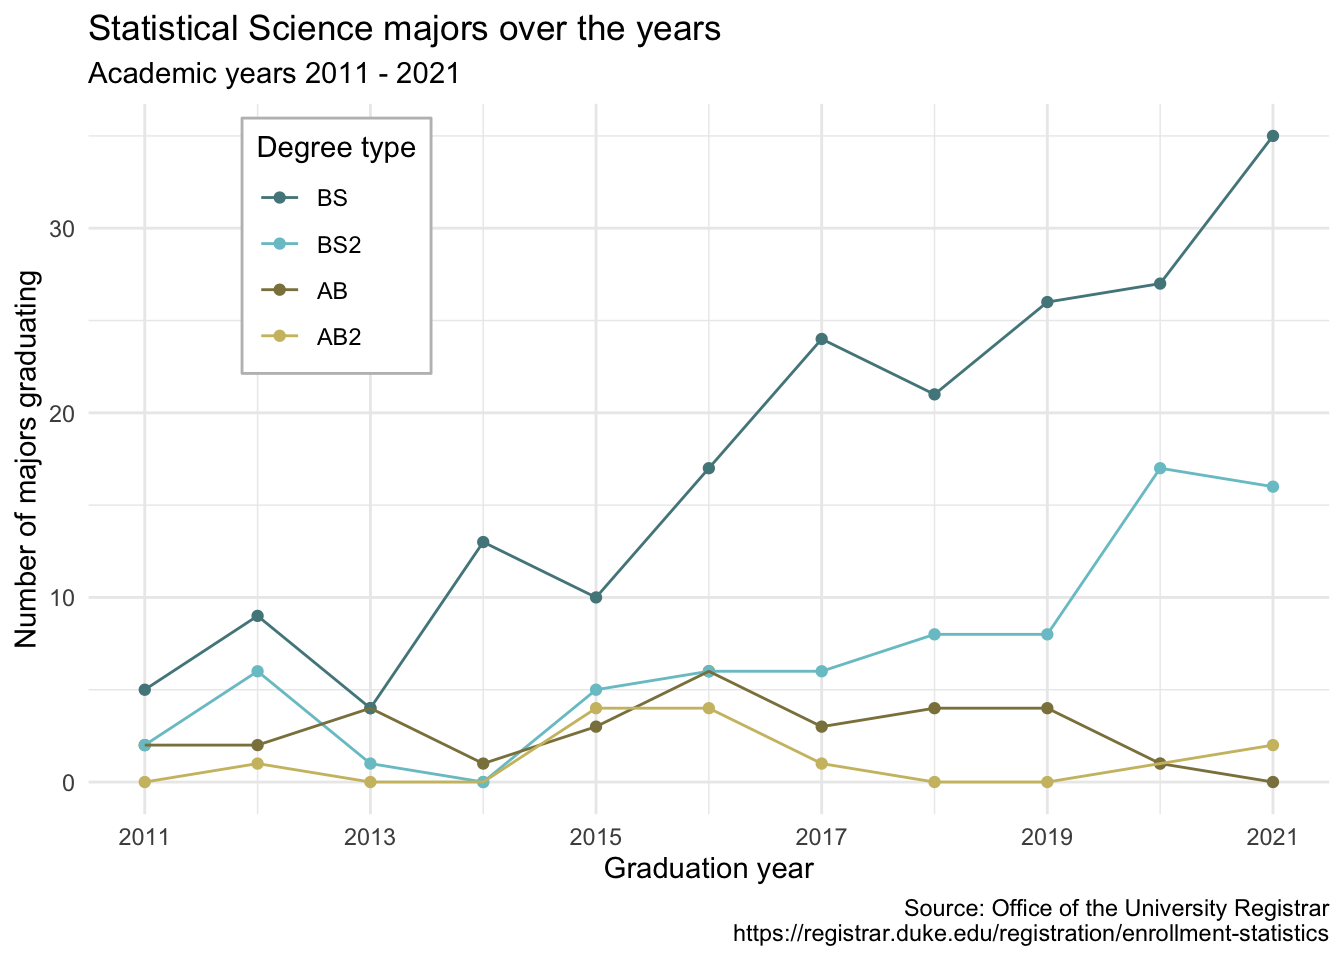 Statistical Science majors over the years
Academic years 2011 - 2021
Degree type
BS
BS2
AB
AB2
Number of majors graduating
30
20
10
0
2011 2013 2015 2017 2019 2021
Graduation year
Source: Office of the University Registrar
https://registrar.duke.edu/registration/enrollment-statistics